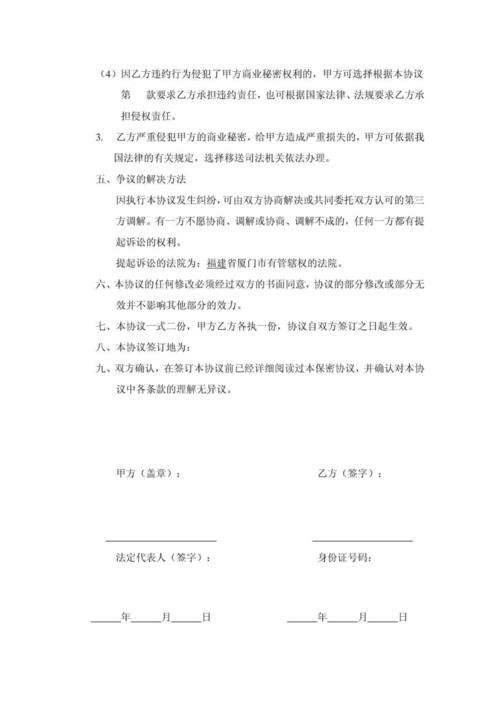 （4）因乙方违约行为侵犯了甲方商业秘密权利的，甲方可选择根据本协议
第 款要求乙方承担违约责任，也可根据国家法律、法规要求乙方承
担侵权责任。
3. 乙方严重侵犯甲方的商业秘密，给甲方造成严重损失的，甲方可依据我
国法律的有关规定，选择移送司法机关依法办理。
五、争议的解决方法
因执行本协议发生纠纷，可由双方协商解决或共同委托双方认可的第三
方调解。有一方不愿协商、调解或协商、调解不成的，任何一方都有提
起诉讼的权利。
提起诉讼的法院为：福建省厦门市有管辖权的法院。
六、本协议的任何修改必须经过双方的书面同意，协议的部分修改或部分无
效并不影响其他部分的效力。
七、本协议一式二份，甲方乙方各执一份，协议自双方签订之日起生效。
八、本协议签订地为：
九、双方确认，在签订本协议前已经详细阅读过本保密协议，并确认对本协
议中各条款的理解无异议。
甲方（盖章）： 乙方（签字）：
法定代表人（签字）： 身份证号码：
_____年_____月_____日 _____年_____月_____日